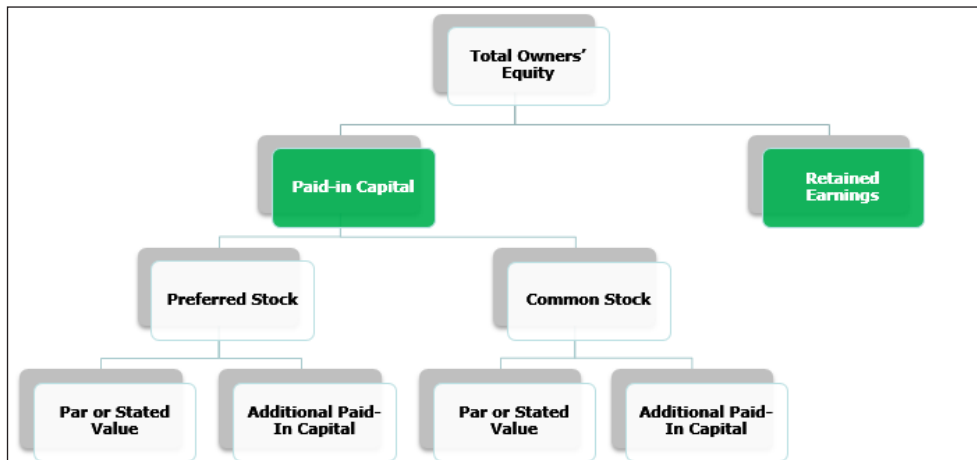 Total Owners’
Equity
Paid-in Capital
Retained
Earnings
Preferred Stock
Common Stock
Par or Stated
Value
Additional Paid-
In Capital
Par or Stated
Value
Additional Paid-
In Capital